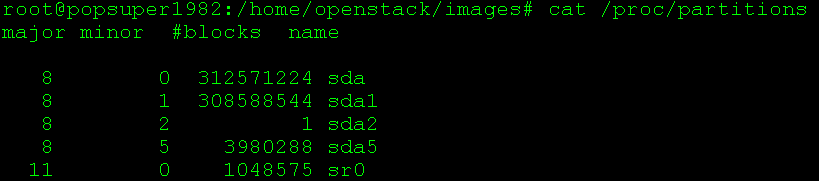 root@popsuper1982:/home/openstack/images# cat /proc/partitions
major minor  #blocks  name
   8        0  312571224 sda
   8        1  308588544 sda1
   8        2          1 sda2
   8        5    3980288 sda5
  11        0    1048575 sr0